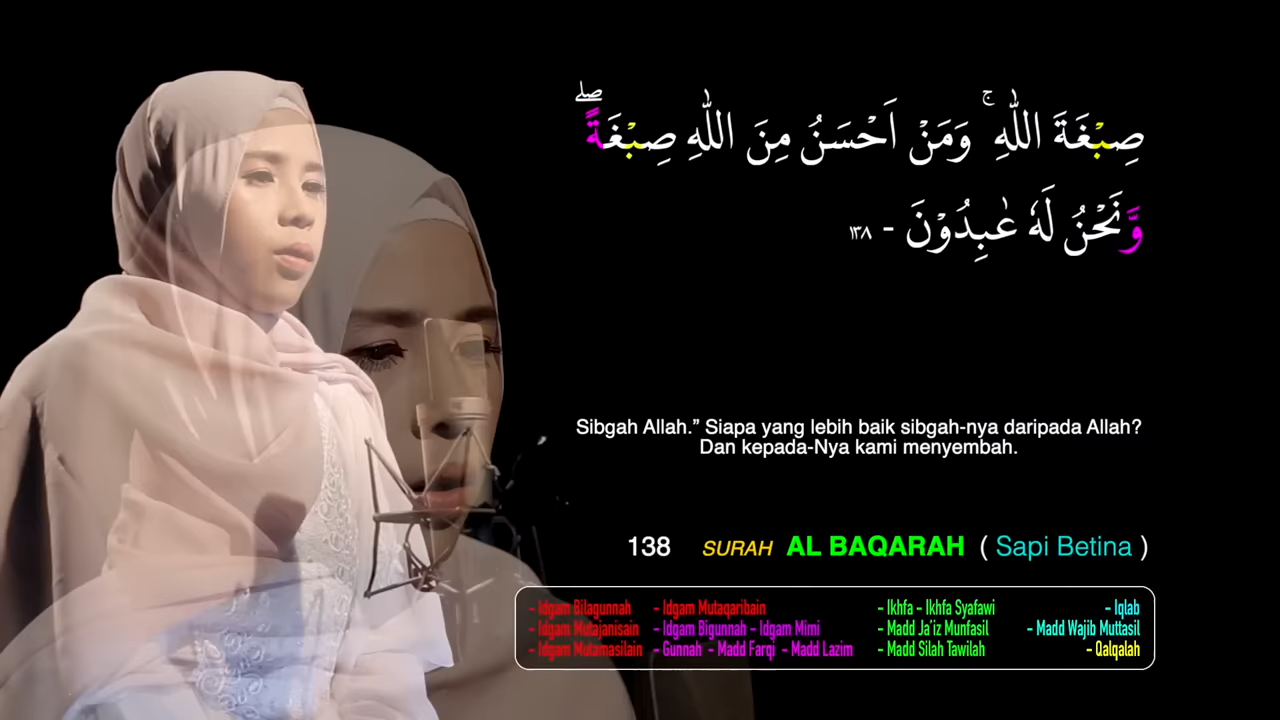 صِبْغَةَ اللّٰهِ ۚ وَمَنْ اَحْسَنُ مِنَ اللّٰهِ صِبْغَةً ۖ
وَّنَحْنُ لَهٗ عٰبِدُوْنَ - ١٣٨
Sibgah Allah.” Siapa yang lebih baik sibgah-nya daripada Allah?
Dan kepada-Nya kami menyembah.
138 SURAH AL BAQARAH ( Sapi Betina )
- Idgam Bilagunnah - Idgam Mutaqaribain - Ikhfa - Ikhfa Syafawi - Iqlab
- Idgam Mutajanisain - Idgam Bigunnah - Idgam Mimi - Madd Ja'iz Munfasil - Madd Wajib Muttasil
- Idgam Mutamasilain - Gunnah - Madd Farqi - Madd Lazim - Madd Silah Tawilah - Qalqalah